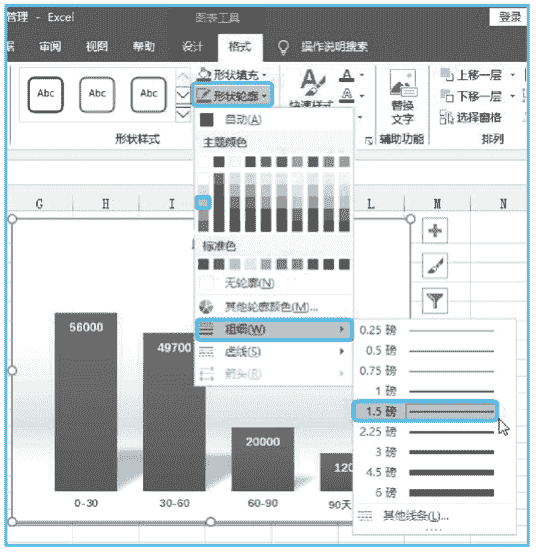 管理 - Excel
图表工具
登录
审阅
视图
帮助
设计
格式
操作说明搜索
Abc
Abc
Abc
形状填充
形状轮廓
快速样式
替换文字
上移一层
下移一层
选择窗格
形状样式
辅助功能
排列
自动(A)
主题颜色
标准色
无轮廓(N)
其他轮廓颜色(M)...
粗细(W)
虚线(S)
箭头(R)
G
H
I
L
M
N
56000
49700
20000
120
0-30
30-60
60-90
90天
0.25 磅
0.5 磅
0.75 磅
1 磅
1.5 磅
2.25 磅
3 磅
4.5 磅
6 磅
其他线条(L)...